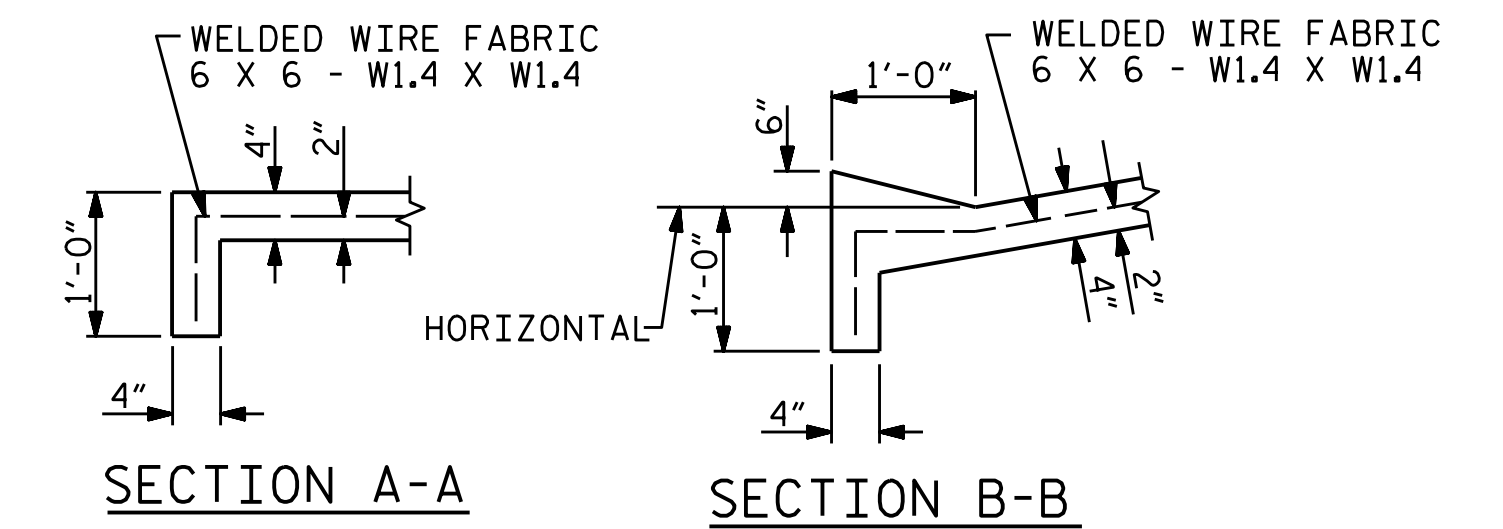 WELDED WIRE FABRIC
6 X 6 - W1.4 X W1.4
4"
2"
1'-0"
4"
SECTION A-A
WELDED WIRE FABRIC
6 X 6 - W1.4 X W1.4
1'-0"
6"
1'-0"
HORIZONTAL
4"
2"
4"
SECTION B-B